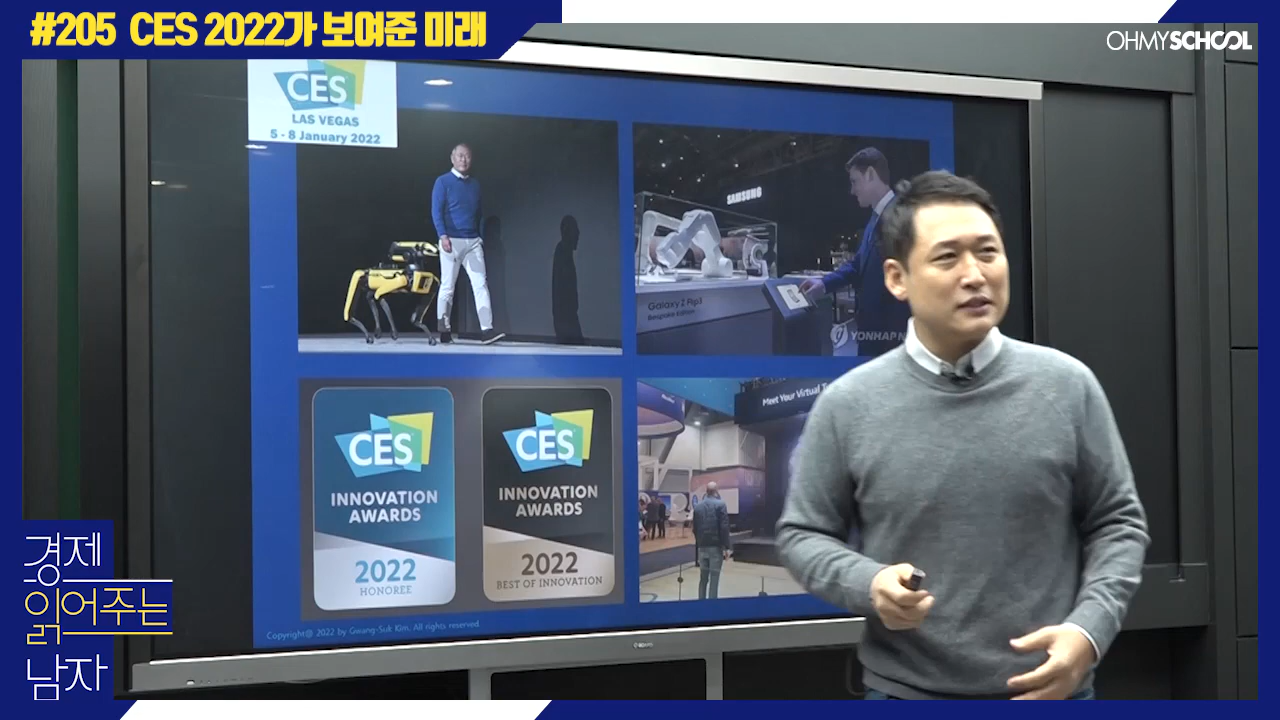 #205 CES 2022가 보여준 미래
OHMYSCHOOL
CES
LAS VEGAS
5 - 8 January 2022
SAMSUNG
Galaxy Z Flip3
Bespoke Edition
YONHAP N
CES
INNOVATION
AWARDS
2022
HONOREE
CES
INNOVATION
AWARDS
2022
BEST OF INNOVATION
Meet Your Virtual
Copyright@ 2022 by Gwang-Suk Kim. All rights reserved.
경제
읽어주는
남자